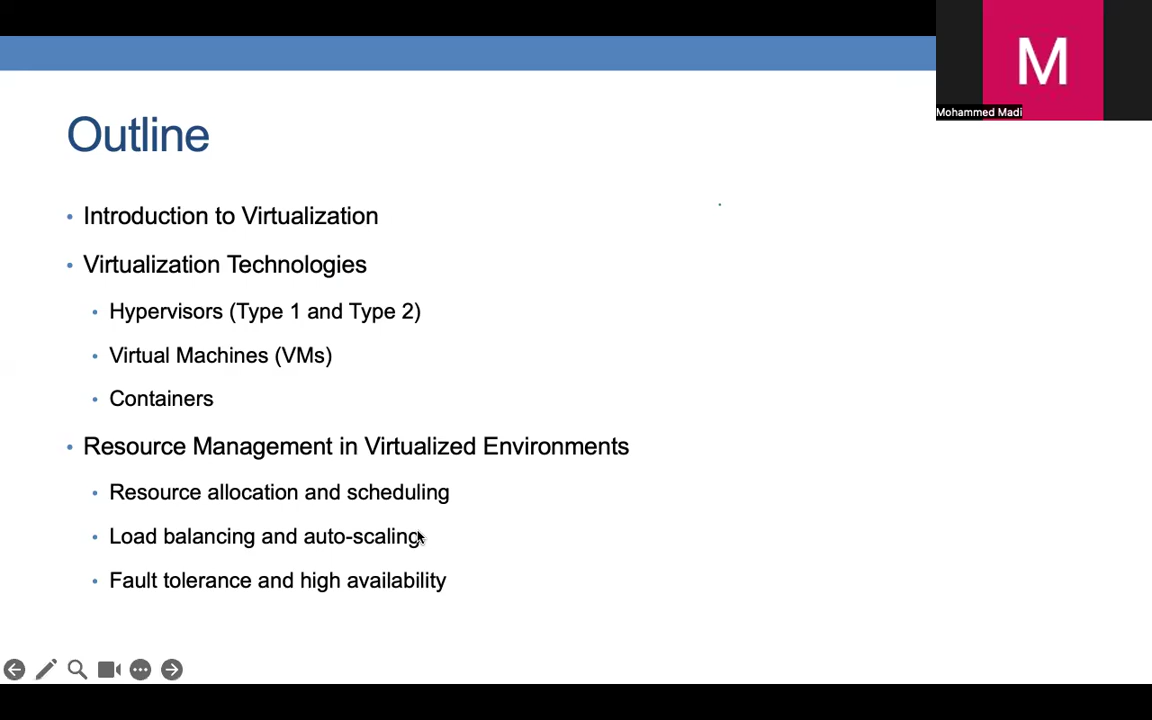 M
Mohammed Madi
Outline
• Introduction to Virtualization
• Virtualization Technologies
• Hypervisors (Type 1 and Type 2)
• Virtual Machines (VMs)
• Containers
• Resource Management in Virtualized Environments
• Resource allocation and scheduling
• Load balancing and auto-scaling
• Fault tolerance and high availability